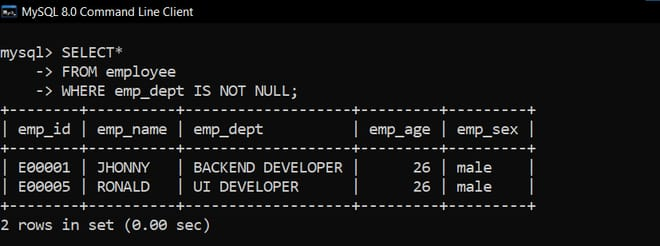 MySQL 8.0 Command Line Client
mysql> SELECT*
    -> FROM employee
    -> WHERE emp_dept IS NOT NULL;
+--------+----------+-------------------+---------+---------+
| emp_id | emp_name | emp_dept          | emp_age | emp_sex |
+--------+----------+-------------------+---------+---------+
| E00001 | JHONNY   | BACKEND DEVELOPER |      26 | male    |
| E00005 | RONALD   | UI DEVELOPER      |      26 | male    |
+--------+----------+-------------------+---------+---------+
2 rows in set (0.00 sec)